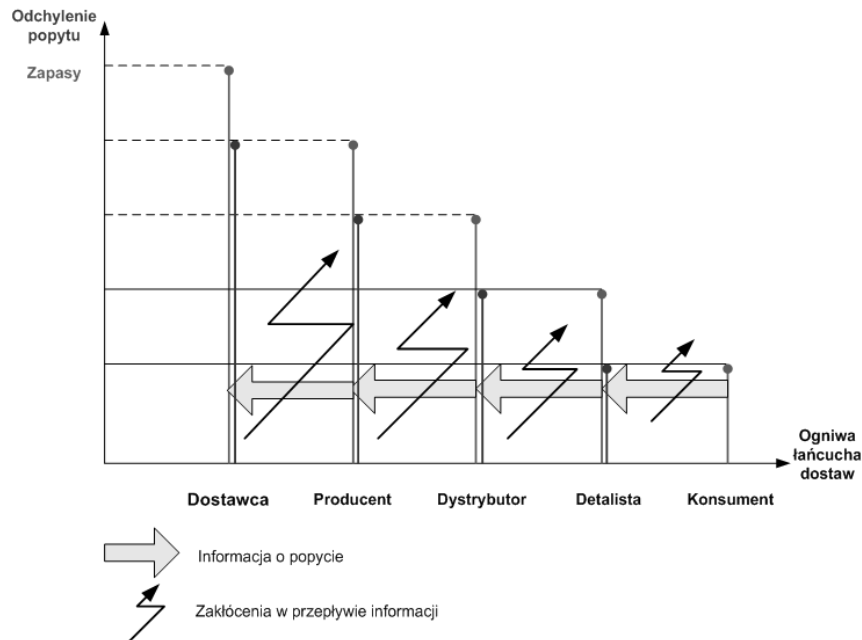 Odchylenie
popytu
Zapasy
Ogniwa
łańcucha
dostaw
Dostawca
Producent
Dystrybutor
Detalista
Konsument
Informacja o popycie
Zakłócenia w przepływie informacji